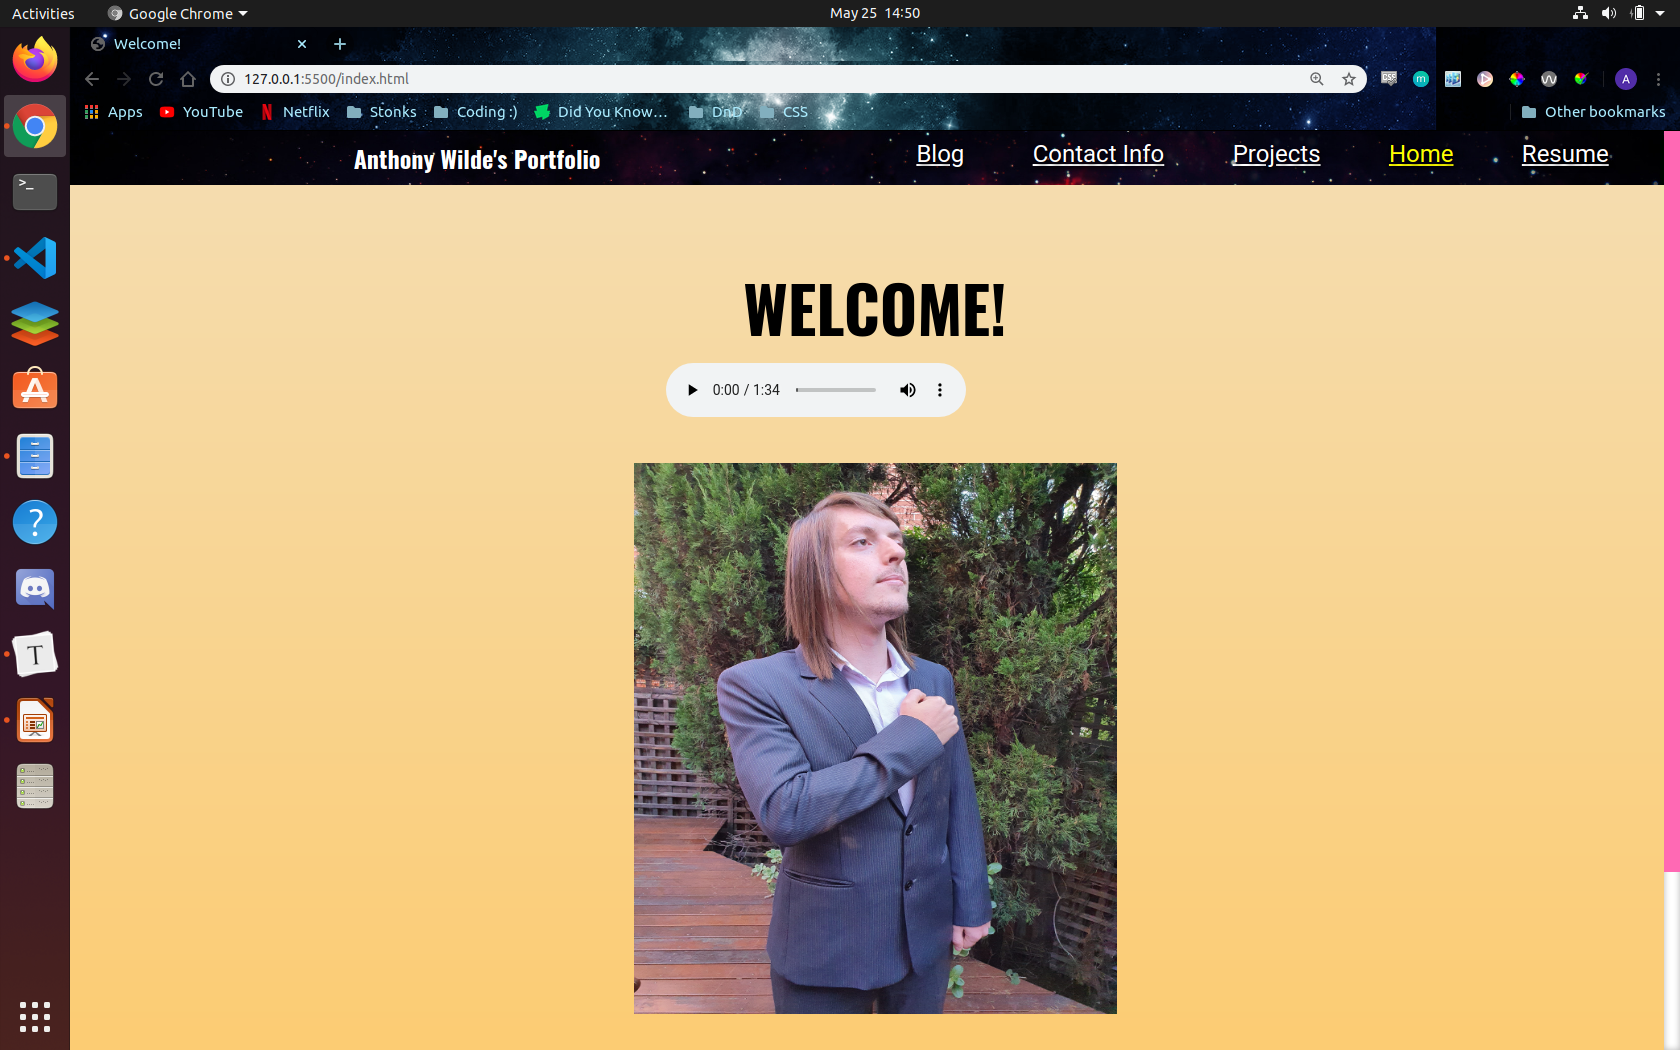 Activities Google Chrome May 25 14:50
Welcome!
127.0.0.1:5500/index.html
Apps YouTube Netflix Stonks Coding :) Did You Know… DnD CSS Other bookmarks
Anthony Wilde's Portfolio Blog Contact Info Projects Home Resume
WELCOME!
0:00 / 1:34